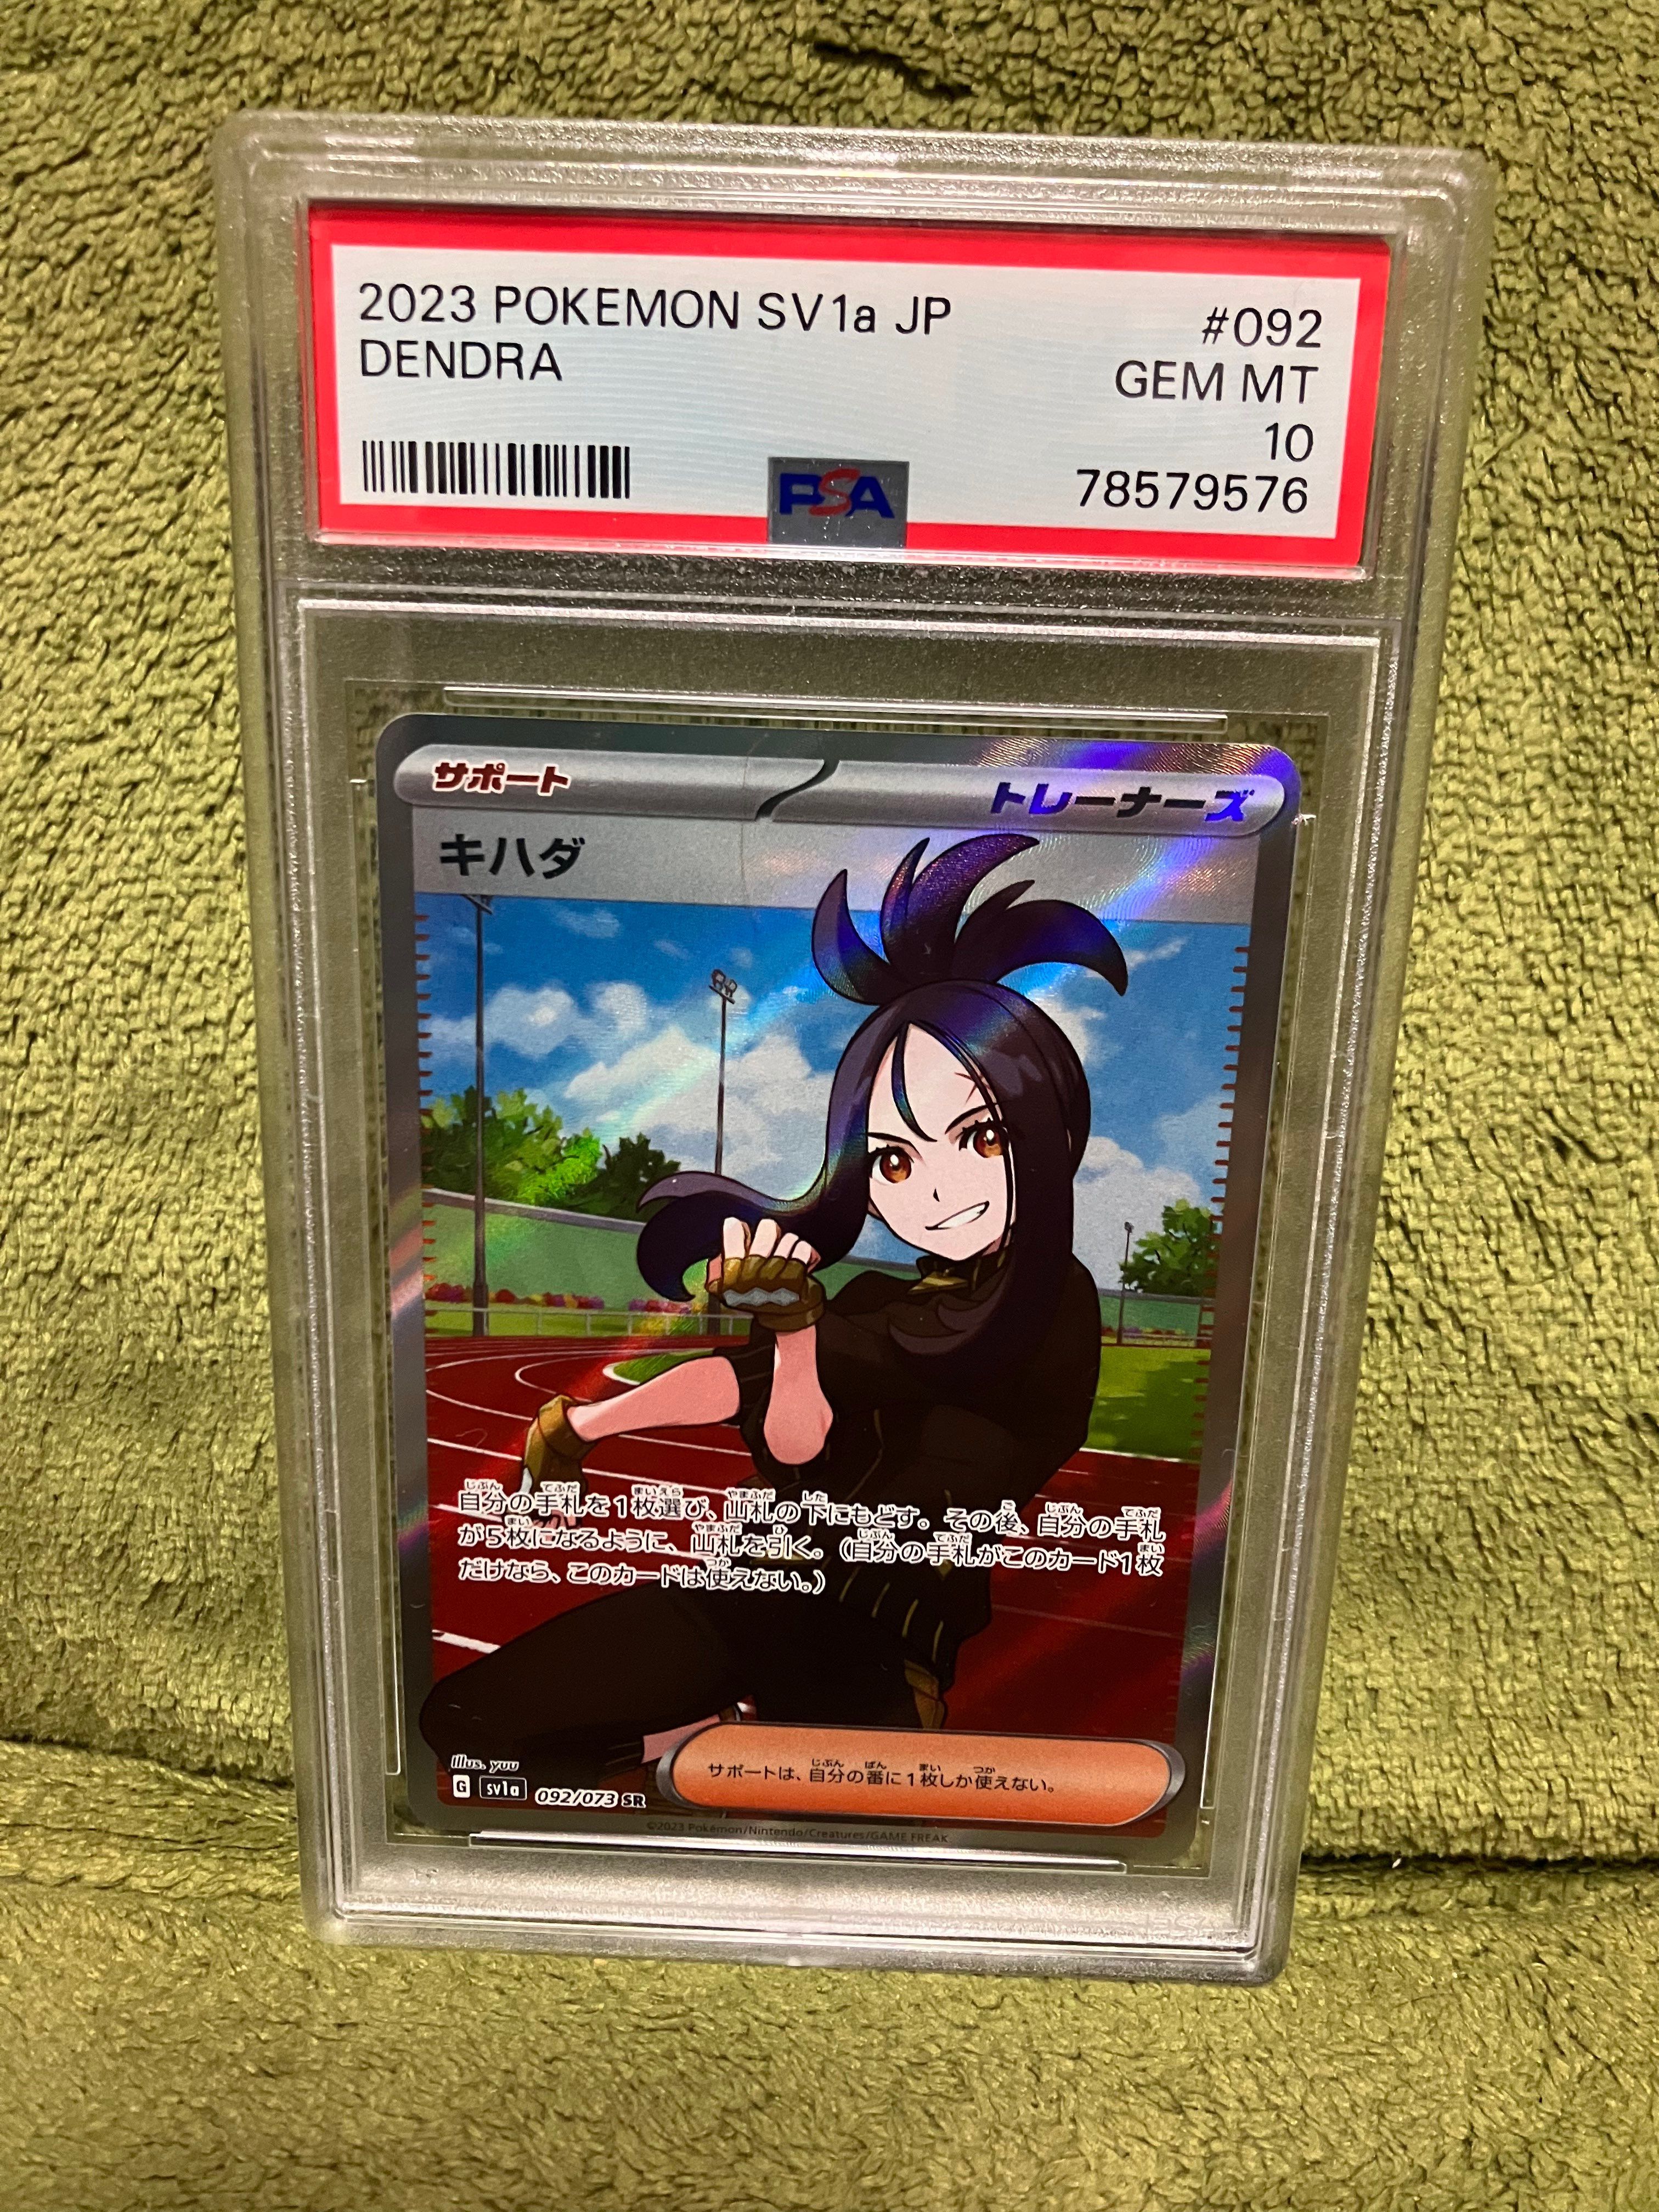 2023 POKEMON SV1a JP #092
DENDRA GEM MT
10
PSA 78579576
サポート トレーナーズ
キハダ
自分の手札を1枚選び、山札の下にもどす。その後、自分の手札
が5枚になるように、山札を引く。(自分の手札がこのカード1枚
だけなら、このカードは使えない。)
Illus. yuu
サポートは、自分の番に1枚しか使えない。
G sv1a 092/073 SR
©2023 Pokémon/Nintendo/Creatures/GAME FREAK